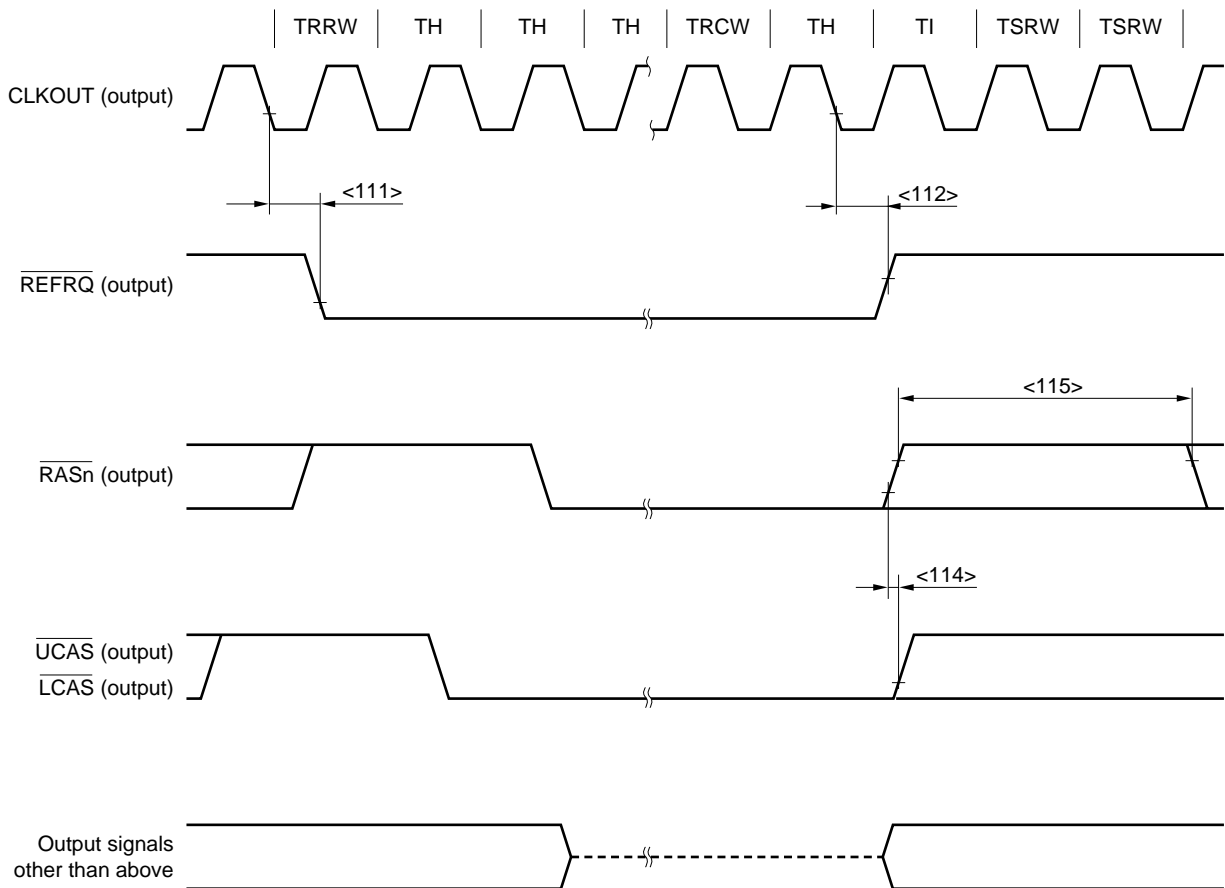 TRRW TH TH TH TRCW TH TI TSRW TSRW
CLKOUT (output)
<111>
<112>
REFRQ (output)
<115>
RASn (output)
<114>
UCAS (output)
LCAS (output)
Output signals
other than above